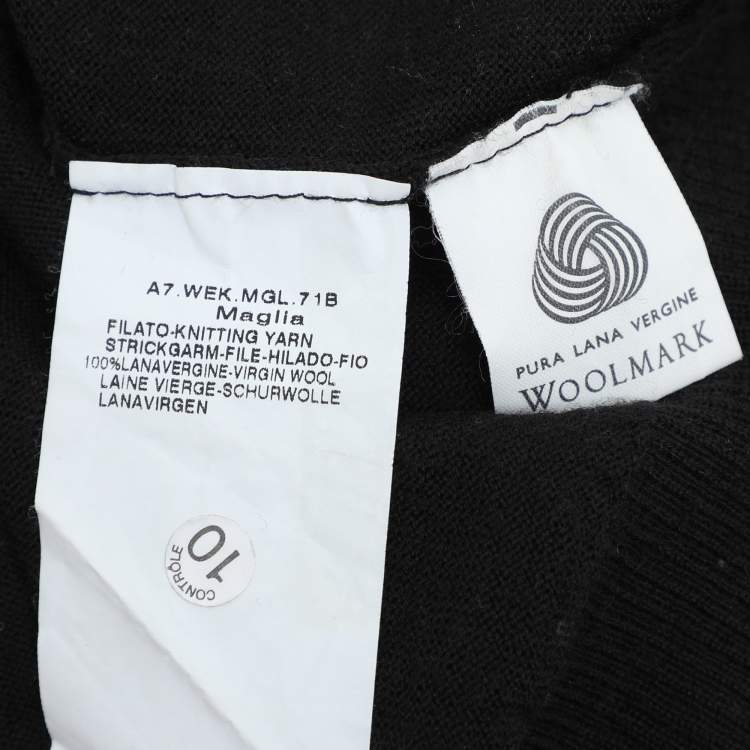 A7.WEK.MGL.71B
Maglia
FILATO-KNITTING YARN
STRICKGARM-FILE-HILADO-FIO
100%LANAVERGINE-VIRGIN WOOL
LAINE VIERGE-SCHURWOLLE
LANAVIRGEN
10
CONTRÔLE
PURA LANA VERGINE
WOOLMARK